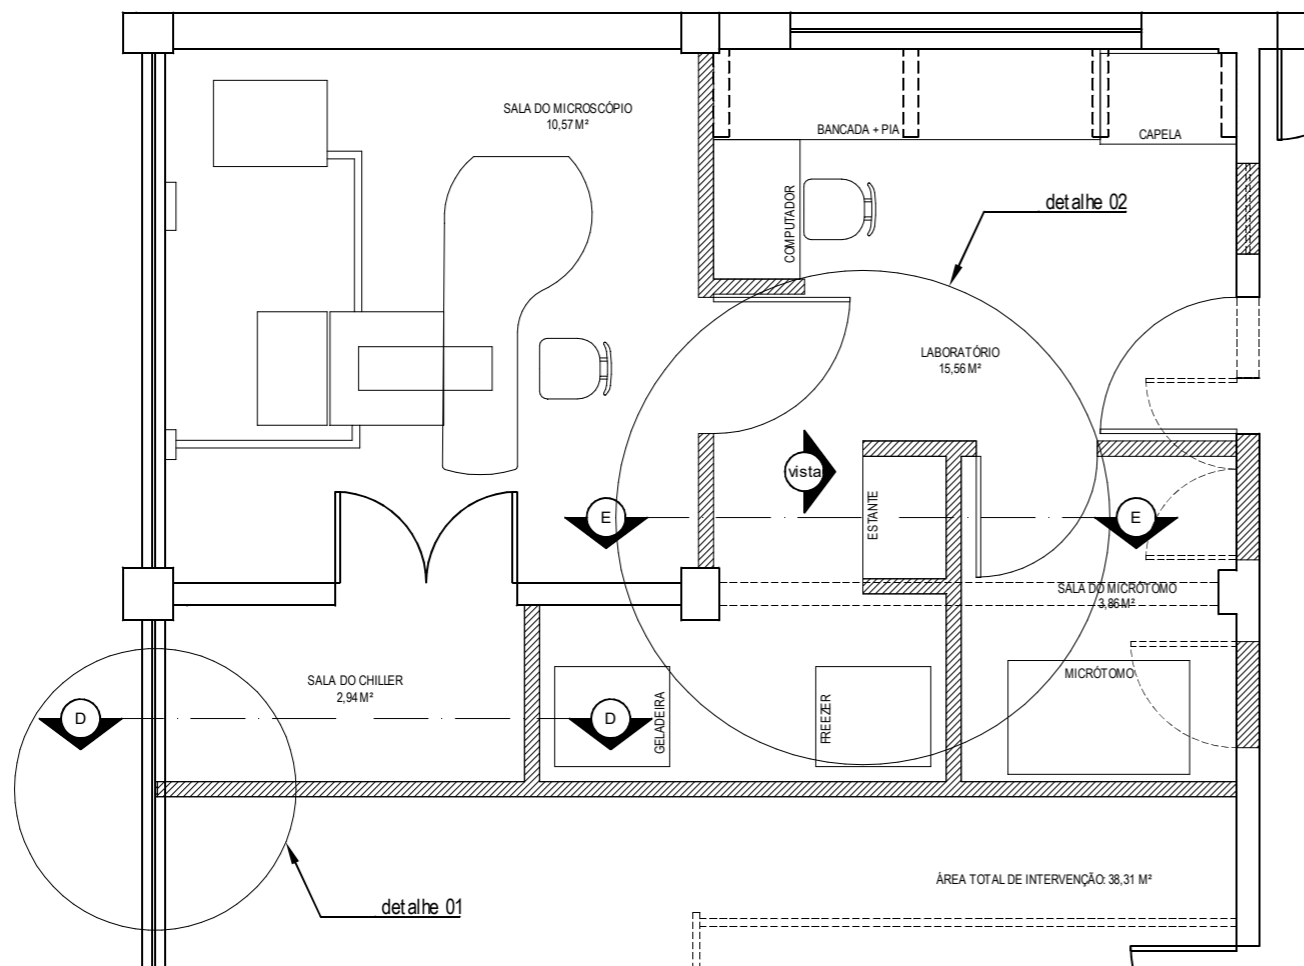 SALA DO MICROSCÓPIO
10,57 M²
BANCADA + PIA
CAPELA
COMPUTADOR
detalhe 02
LABORATÓRIO
15,56 M²
vista
ESTANTE
E
E
SALA DO MICRÓTOMO
3,86 M²
SALA DO CHILLER
2,94 M²
MICRÓTOMO
D
D
GELADEIRA
FREEZER
ÁREA TOTAL DE INTERVENÇÃO: 38,31 M²
detalhe 01